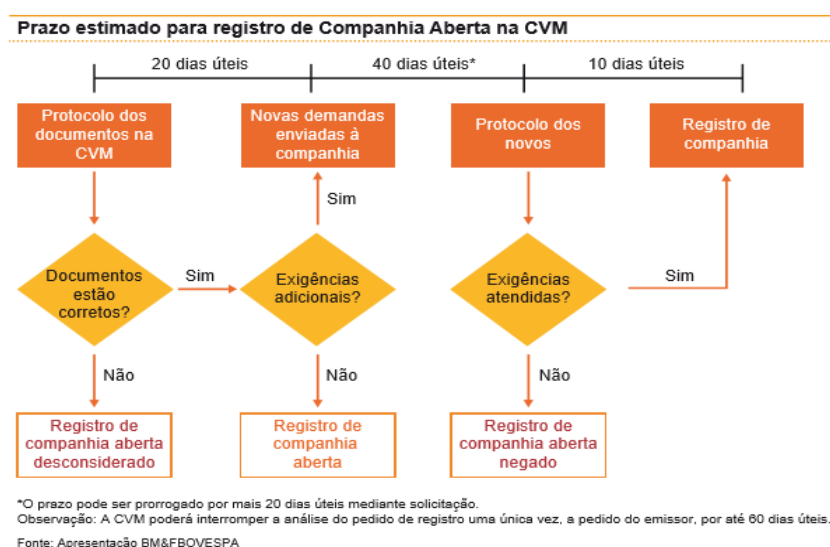 Prazo estimado para registro de Companhia Aberta na CVM
20 dias úteis
40 dias úteis*
10 dias úteis
Protocolo dos
documentos na
CVM
Novas demandas
enviadas à
companhia
Protocolo dos
novos
Registro de
companhia
Sim
Documentos
estão
corretos?
Sim
Exigências
adicionais?
Exigências
atendidas?
Sim
Não
Não
Não
Registro de
companhia aberta
desconsiderado
Registro de
companhia
aberta
Registro de
companhia aberta
negado
*O prazo pode ser prorrogado por mais 20 dias úteis mediante solicitação.
Observação: A CVM poderá interromper a análise do pedido de registro uma única vez, a pedido do emissor, por até 60 dias úteis.
Fonte: Apresentação BM&FBOVESPA